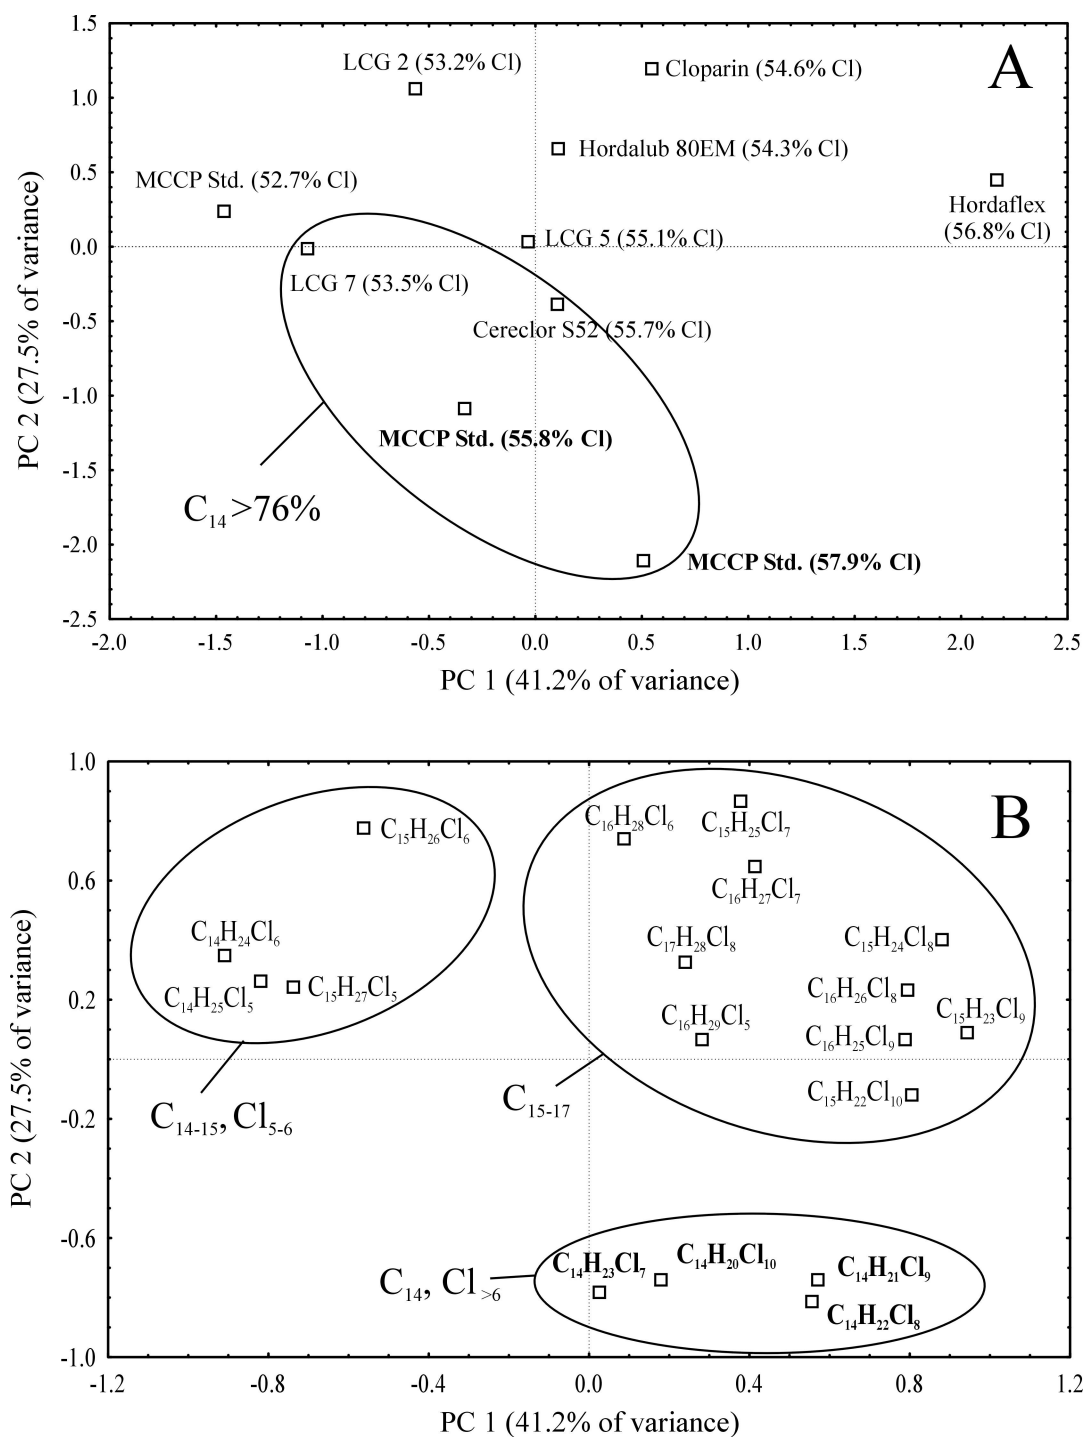 A
LCG 2 (53.2% Cl)
Cloparin (54.6% Cl)
Hordalub 80EM (54.3% Cl)
MCCP Std. (52.7% Cl)
Hordaflex
(56.8% Cl)
LCG 5 (55.1% Cl)
LCG 7 (53.5% Cl)
Cereclor S52 (55.7% Cl)
MCCP Std. (55.8% Cl)
C₁₄ >76%
MCCP Std. (57.9% Cl)
1.5
1.0
0.5
0.0
-0.5
-1.0
-1.5
-2.0
-2.5
PC 2 (27.5% of variance)
-2.0 -1.5 -1.0 -0.5 0.0 0.5 1.0 1.5 2.0 2.5
PC 1 (41.2% of variance)
B
C₁₆H₂₈Cl₆
C₁₅H₂₅Cl₇
C₁₅H₂₆Cl₆
C₁₆H₂₇Cl₇
C₁₄H₂₄Cl₆
C₁₇H₂₈Cl₈
C₁₅H₂₄Cl₈
C₁₄H₂₅Cl₅
C₁₅H₂₇Cl₅
C₁₆H₂₆Cl₈
C₁₆H₂₉Cl₅
C₁₅H₂₃Cl₉
C₁₆H₂₅Cl₉
C₁₅H₂₂Cl₁₀
C₁₄₋₁₅, Cl₅₋₆
C₁₅₋₁₇
C₁₄H₂₃Cl₇
C₁₄H₂₀Cl₁₀
C₁₄H₂₁Cl₉
C₁₄H₂₂Cl₈
C₁₄, Cl >₆
1.0
0.6
0.2
-0.2
-0.6
-1.0
PC 2 (27.5% of variance)
-1.2 -0.8 -0.4 0.0 0.4 0.8 1.2
PC 1 (41.2% of variance)